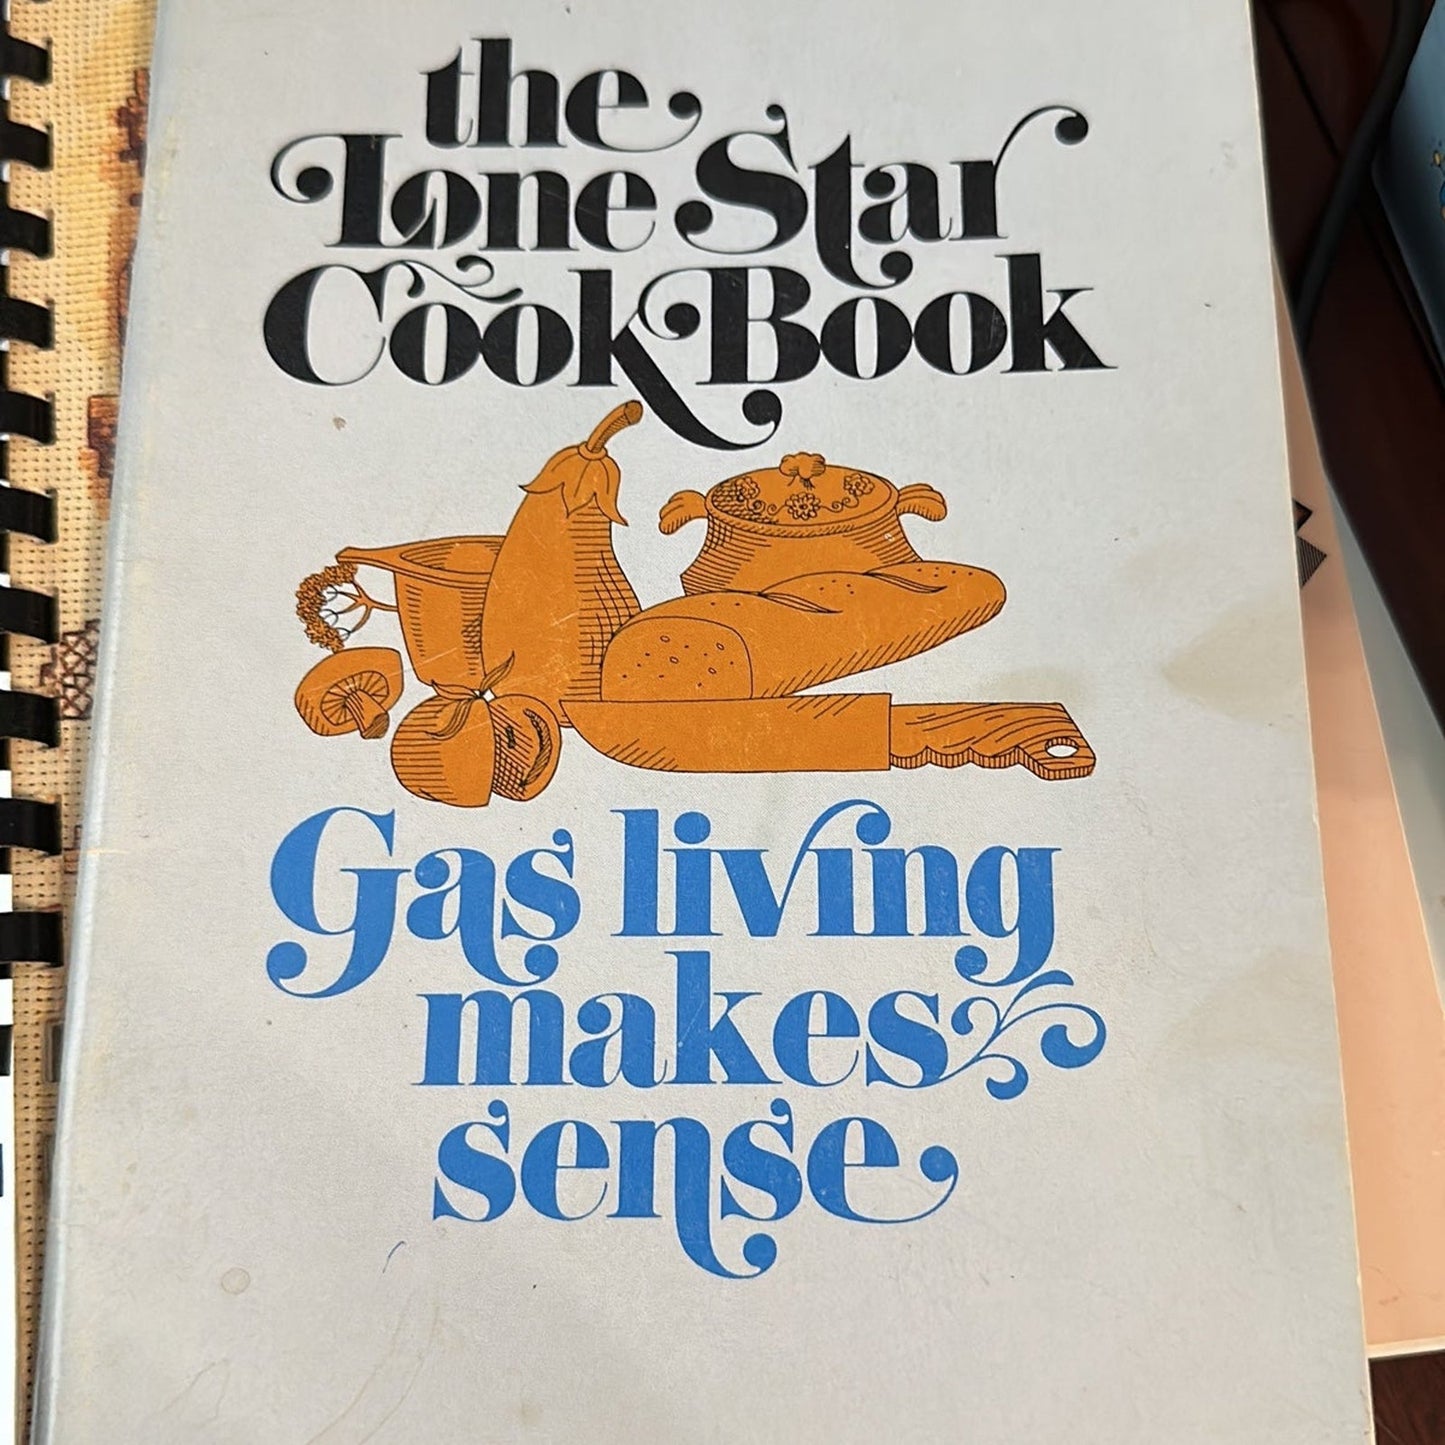 the
Lone Star
Cook Book
Gas living
makes
sense